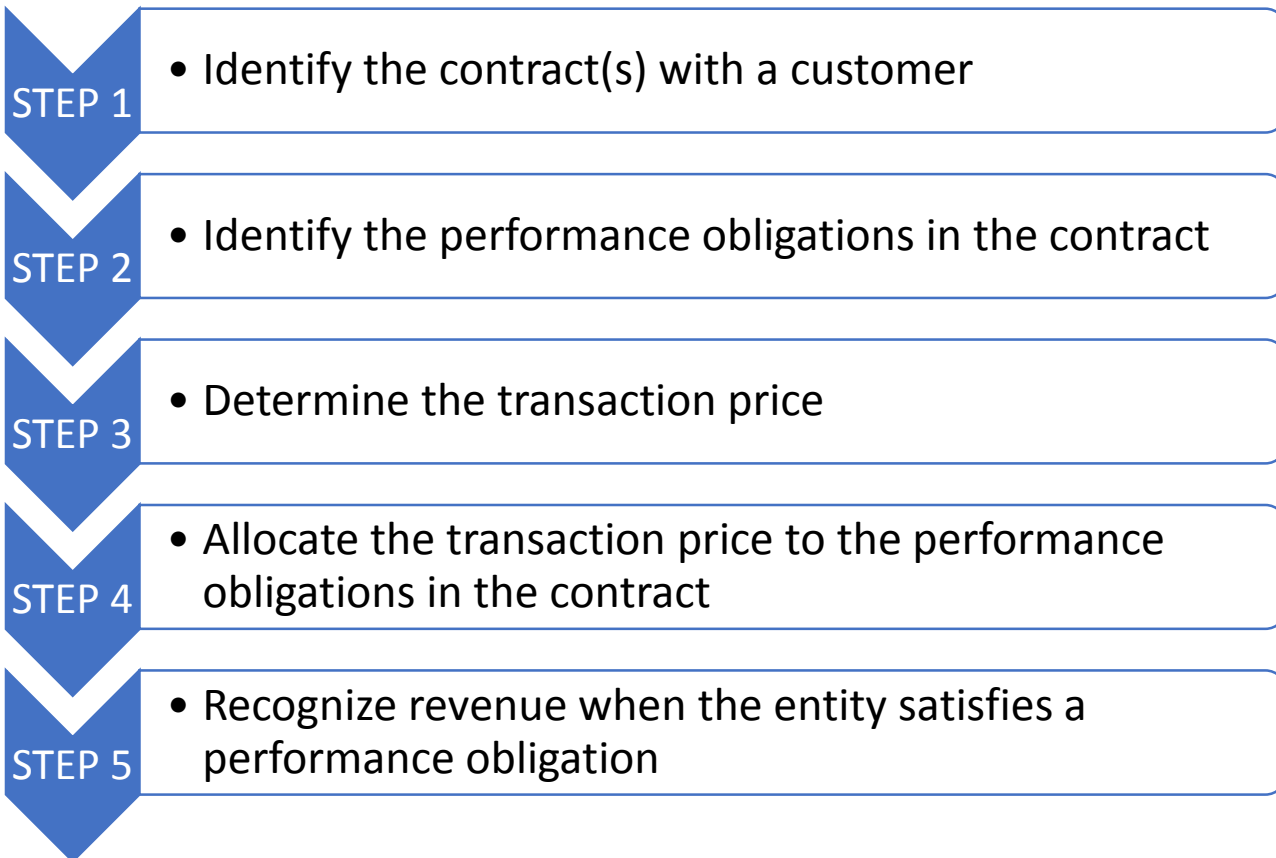 STEP 1
• Identify the contract(s) with a customer
STEP 2
• Identify the performance obligations in the contract
STEP 3
• Determine the transaction price
STEP 4
• Allocate the transaction price to the performance
obligations in the contract
STEP 5
• Recognize revenue when the entity satisfies a
performance obligation